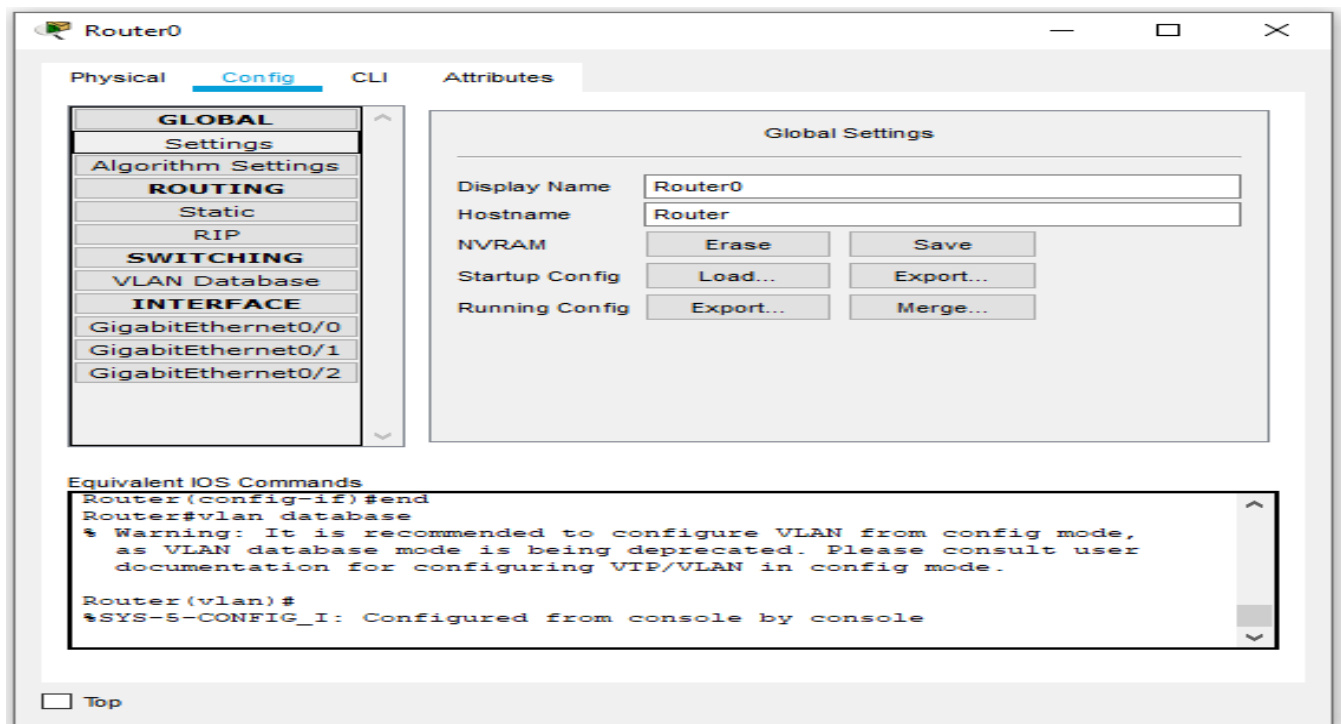 Router0
Physical Config CLI Attributes
GLOBAL
Settings
Algorithm Settings
ROUTING
Static
RIP
SWITCHING
VLAN Database
INTERFACE
GigabitEthernet0/0
GigabitEthernet0/1
GigabitEthernet0/2
Global Settings
Display Name Router0
Hostname Router
NVRAM Erase Save
Startup Config Load... Export...
Running Config Export... Merge...
Equivalent IOS Commands
Router(config-if)#end
Router#vlan database
% Warning: It is recommended to configure VLAN from config mode,
as VLAN database mode is being deprecated. Please consult user
documentation for configuring VTP/VLAN in config mode.
Router(vlan)#
%SYS-5-CONFIG_I: Configured from console by console
Top